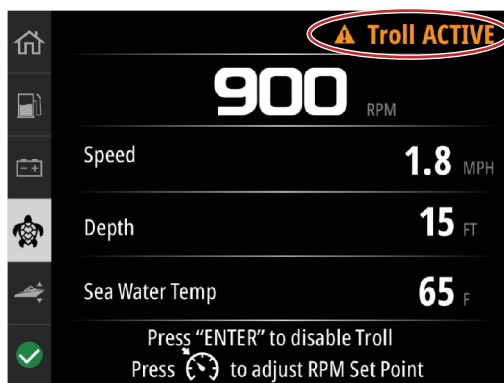 Troll ACTIVE
900 RPM
Speed 1.8 MPH
Depth 15 FT
Sea Water Temp 65 F
Press “ENTER” to disable Troll
Press to adjust RPM Set Point